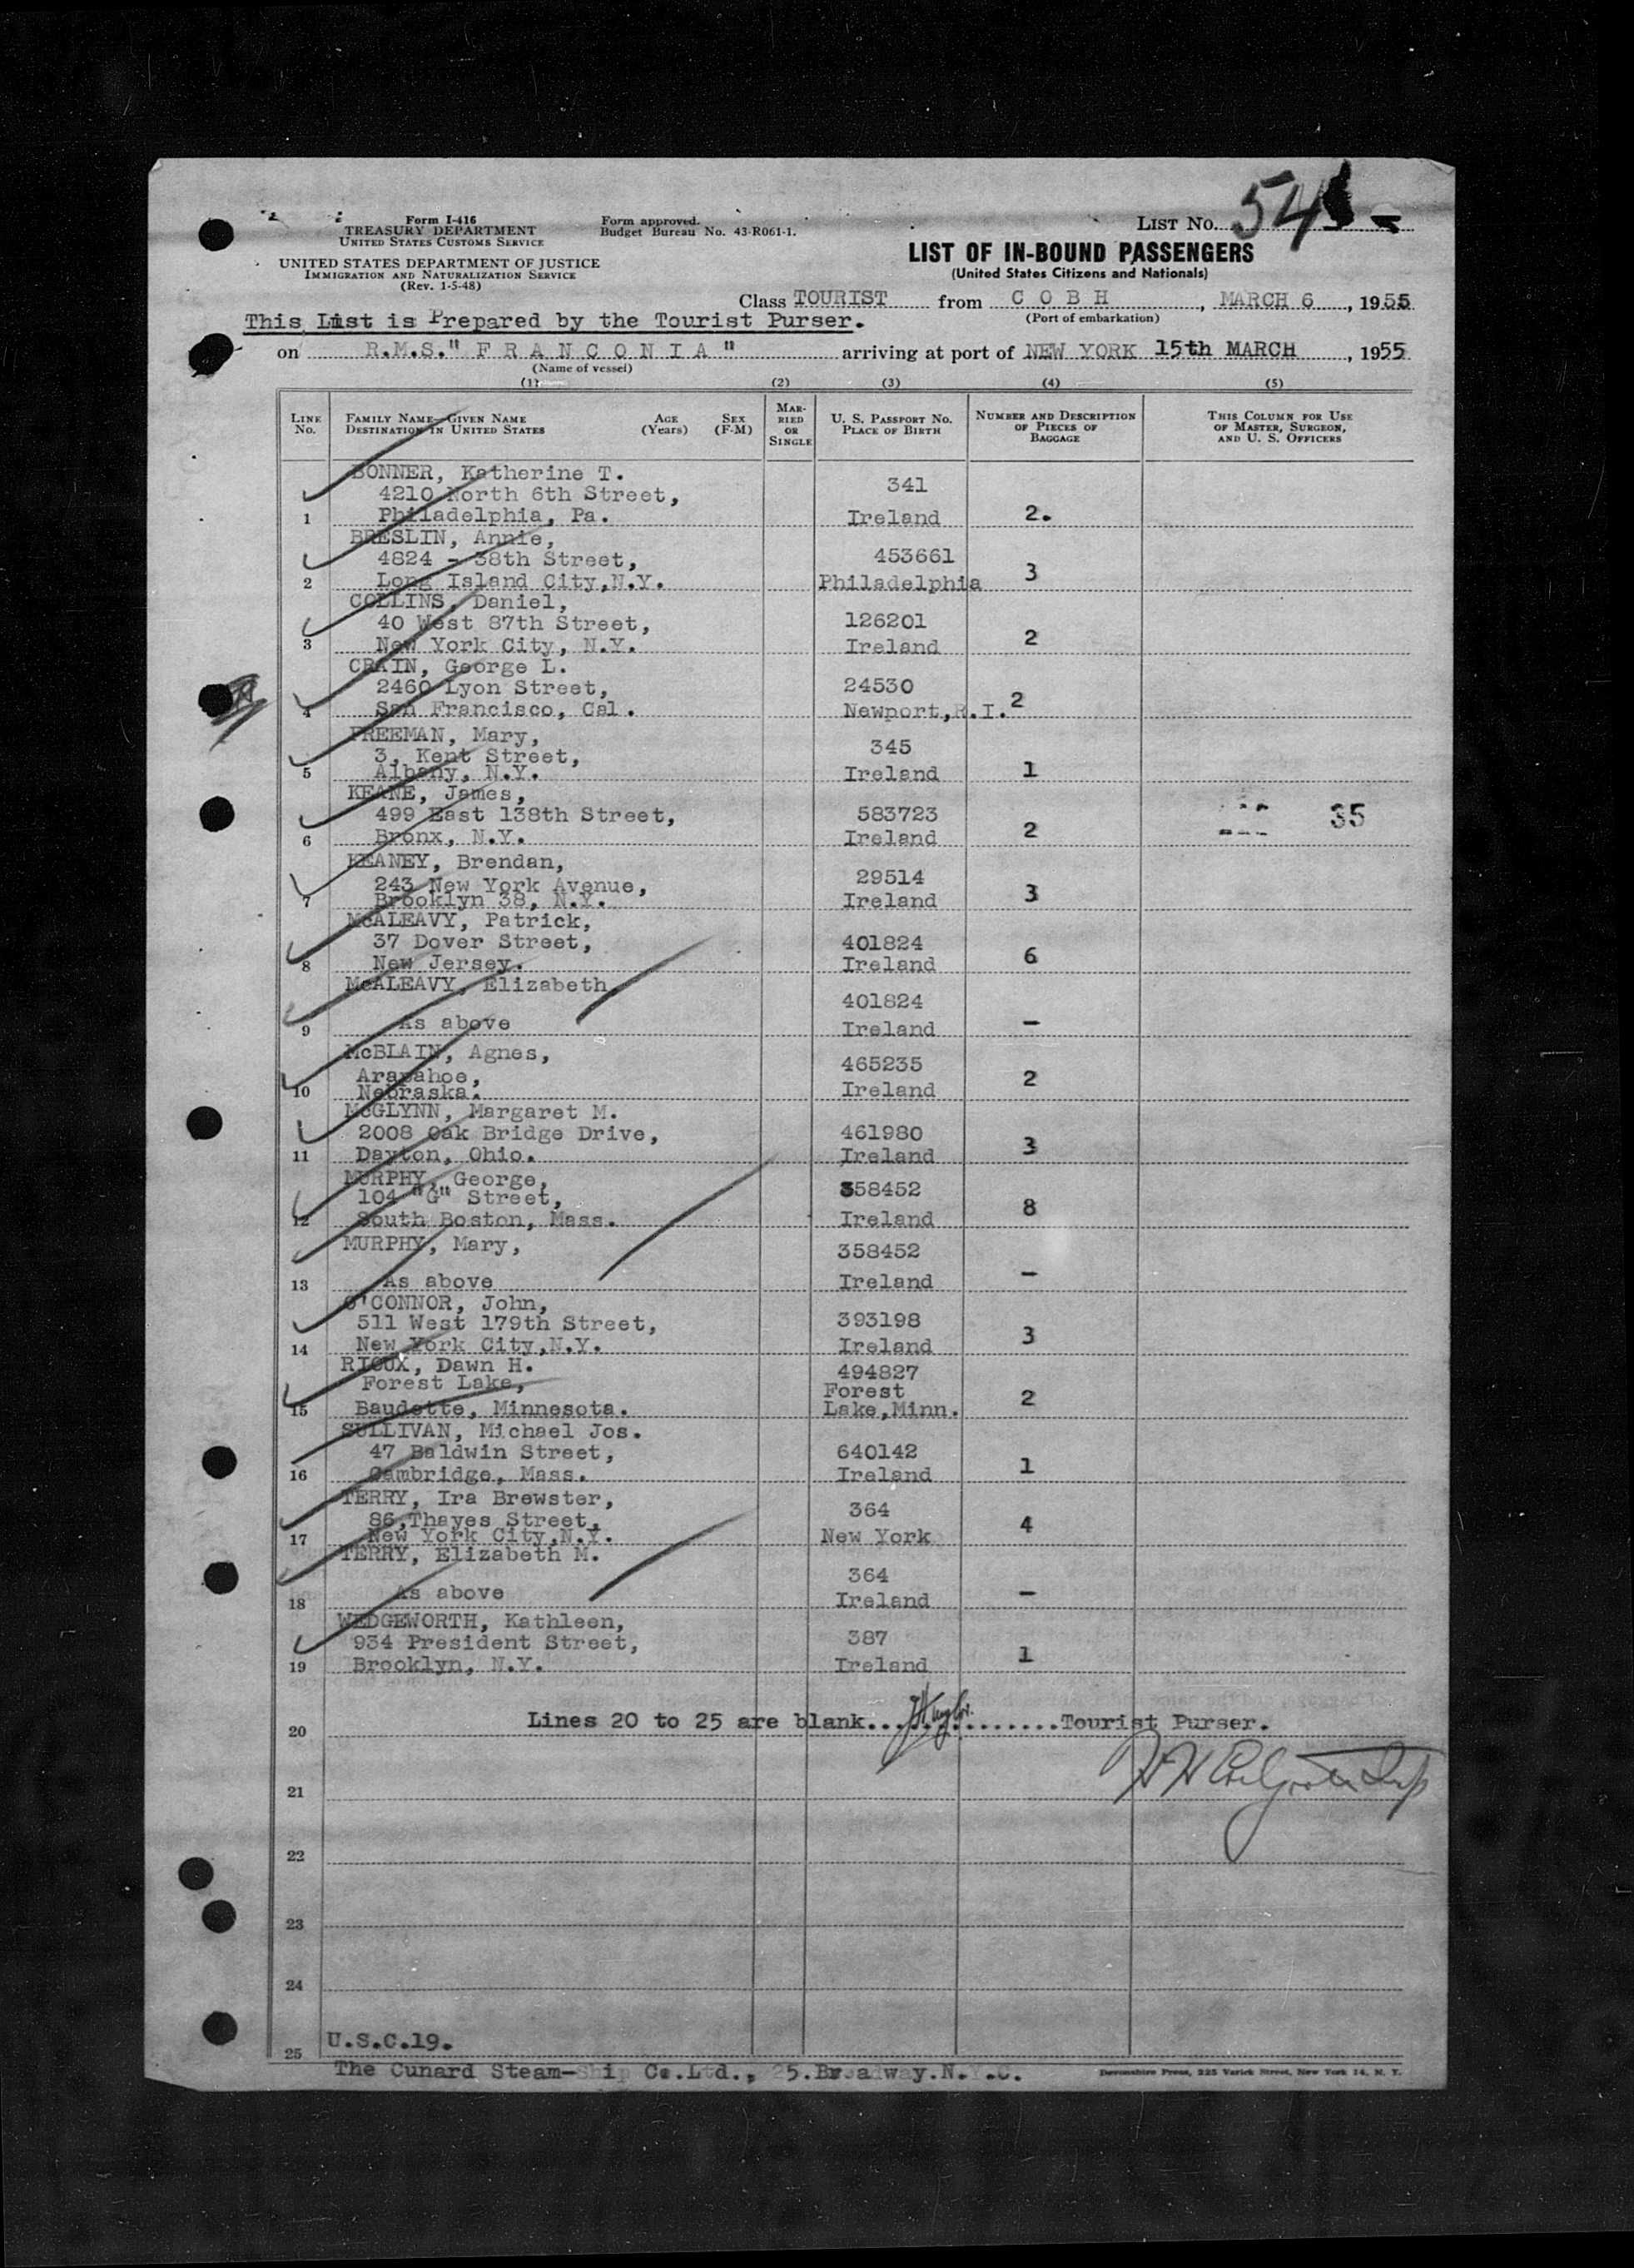 Form I-416
TREASURY DEPARTMENT
UNITED STATES CUSTOMS SERVICE
UNITED STATES DEPARTMENT OF JUSTICE
IMMIGRATION AND NATURALIZATION SERVICE
(Rev. 1-5-48)
Form approved.
Budget Bureau No. 43-R061-1.
LIST No. 54
LIST OF IN-BOUND PASSENGERS
(United States Citizens and Nationals)
Class TOURIST from C O B H, MARCH 6, 1955
(Port of embarkation)
This List is Prepared by the Tourist Purser.
on R.M.S." F R A N C O N I A " arriving at port of NEW YORK 15th MARCH, 1955
(Name of vessel)
(1) (2) (3) (4) (5)
LINE No.
FAMILY NAME—GIVEN NAME DESTINATION IN UNITED STATES
AGE (Years)
SEX (F-M)
MARRIED OR SINGLE
U. S. PASSPORT NO. PLACE OF BIRTH
NUMBER AND DESCRIPTION OF PIECES OF BAGGAGE
THIS COLUMN FOR USE OF MASTER, SURGEON, AND U. S. OFFICERS
BONNER, Katherine T.
4210 North 6th Street, 341
1 Philadelphia, Pa. Ireland 2.
BRESLIN, Annie,
4824 - 38th Street, 453661
2 Long Island City,N.Y. Philadelphia 3
COLLINS, Daniel,
40 West 87th Street, 126201
3 New York City, N.Y. Ireland 2
CRAIN, George L.
2460 Lyon Street, 24530
4 San Francisco, Cal. Newport,R.I. 2
FREEMAN, Mary,
3, Kent Street, 345
5 Albany, N.Y. Ireland 1
KEANE, James,
499 East 138th Street, 583723
6 Bronx, N.Y. Ireland 2 35
KEANEY, Brendan,
243 New York Avenue, 29514
7 Brooklyn 38, N.Y. Ireland 3
McALEAVY, Patrick,
37 Dover Street, 401824
8 New Jersey. Ireland 6
McALEAVY, Elizabeth
401824
9 As above Ireland -
McBLAIN, Agnes,
Arapahoe, 465235
10 Nebraska. Ireland 2
McGLYNN, Margaret M.
2008 Oak Bridge Drive, 461980
11 Dayton, Ohio. Ireland 3
MURPHY, George,
104 "G" Street, 358452
12 South Boston, Mass. Ireland 8
MURPHY, Mary, 358452
13 As above Ireland -
O'CONNOR, John,
511 West 179th Street, 393198
14 New York City,N.Y. Ireland 3
RIOUX, Dawn H. 494827
Forest Lake, Forest
15 Baudette, Minnesota. Lake,Minn. 2
SULLIVAN, Michael Jos.
47 Baldwin Street, 640142
16 Cambridge, Mass. Ireland 1
TERRY, Ira Brewster,
86,Thayes Street, 364
17 New York City,N.Y. New York 4
TERRY, Elizabeth M.
364
18 As above Ireland -
WEDGEWORTH, Kathleen,
934 President Street, 387
19 Brooklyn, N.Y. Ireland 1
20 Lines 20 to 25 are blank...............Tourist Purser.
21
22
23
24
25 U.S.C.19.
The Cunard Steam-Ship Co.Ltd., 25.Broadway.N.Y.C.
Devonshire Press, 225 Varick Street, New York 14, N. Y.